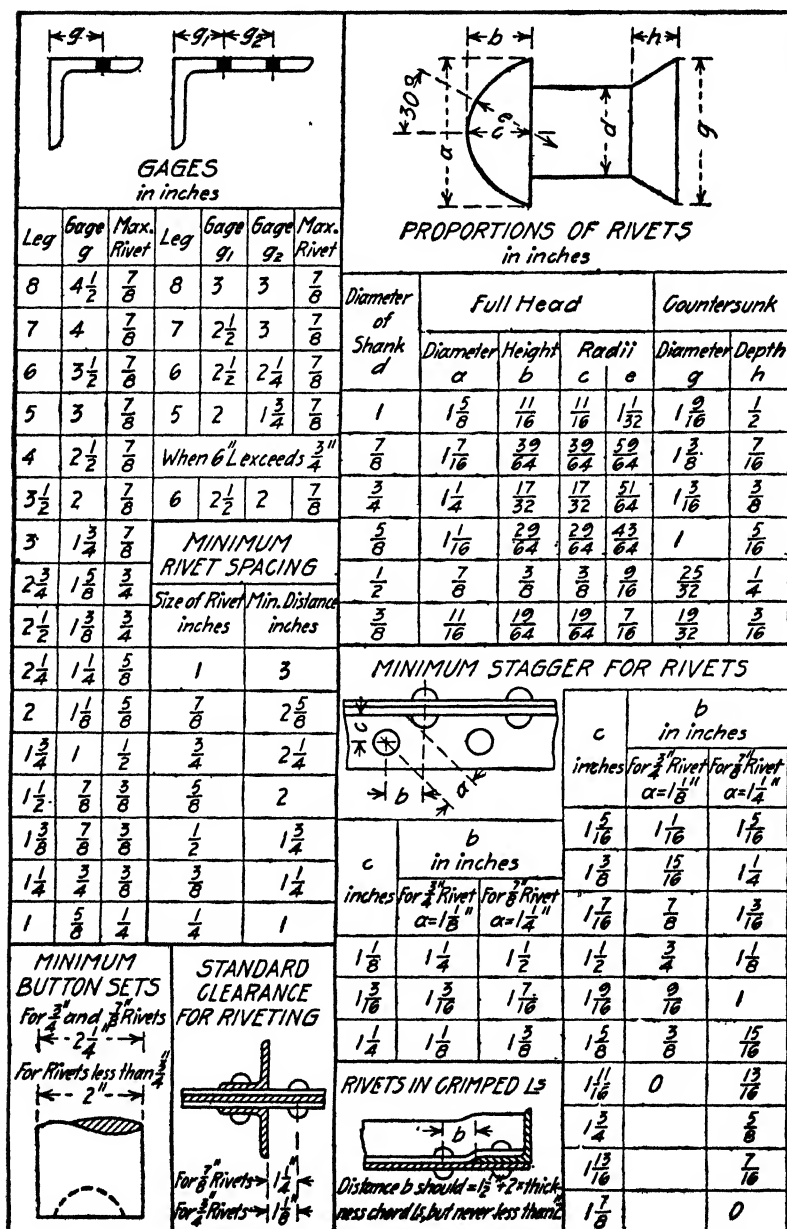 g g₁ g₂
GAGES
in inches
Leg Gage g Max. Rivet Leg Gage g₁ Gage g₂ Max. Rivet
8 4 1/2 7/8 8 3 3 7/8
7 4 7/8 7 2 1/2 3 7/8
6 3 1/2 7/8 6 2 1/2 2 1/4 7/8
5 3 7/8 5 2 1 3/4 7/8
4 2 1/2 7/8 When 6" L exceeds 3/4"
3 1/2 2 7/8 6 2 1/2 2 7/8
3 1 3/4 7/8
2 3/4 1 5/8 3/4
2 1/2 1 3/8 3/4
2 1/4 1 1/4 5/8
2 1 1/8 5/8
1 3/4 1 1/2
1 1/2 7/8 3/8
1 3/8 7/8 3/8
1 1/4 3/4 3/8
1 5/8 1/4
MINIMUM
RIVET SPACING
Size of Rivet inches Min. Distance inches
1 3
7/8 2 5/8
3/4 2 1/4
5/8 2
1/2 1 3/4
3/8 1 1/4
1/4 1
MINIMUM
BUTTON SETS
For 3/4" and 7/8" Rivets
2 1/4"
For Rivets less than 3/4"
2"
STANDARD
CLEARANCE
FOR RIVETING
For 7/8" Rivets 1 1/4"
For 3/4" Rivets 1 1/8"
b h
30° a e c d g
PROPORTIONS OF RIVETS
in inches
Diameter of Shank d Full Head Countersunk
Diameter a Height b Radii c e Diameter g Depth h
1 1 5/8 11/16 11/16 1 1/32 1 9/16 1/2
7/8 1 7/16 39/64 39/64 59/64 1 3/8 7/16
3/4 1 1/4 17/32 17/32 51/64 1 3/16 3/8
5/8 1 1/16 29/64 29/64 43/64 1 5/16
1/2 7/8 3/8 3/8 9/16 25/32 1/4
3/8 11/16 19/64 19/64 7/16 19/32 3/16
MINIMUM STAGGER FOR RIVETS
c b a
c inches b in inches
For 3/4" Rivet a=1 1/8" For 7/8" Rivet a=1 1/4"
1 1/8 1 1/4 1 1/2
1 3/16 1 3/16 1 7/16
1 1/4 1 1/8 1 3/8
c inches b in inches
For 3/4" Rivet a=1 1/8" For 7/8" Rivet a=1 1/4"
1 5/16 1 1/16 1 5/16
1 3/8 15/16 1 1/4
1 7/16 7/8 1 3/16
1 1/2 3/4 1 1/8
1 9/16 9/16 1
1 5/8 3/8 15/16
1 11/16 0 13/16
1 3/4 5/8
1 13/16 7/16
1 7/8 0
RIVETS IN CRIMPED Ls
b
Distance b should = 1 1/2" + 2 × thick-
ness chord Ls, but never less than 2"